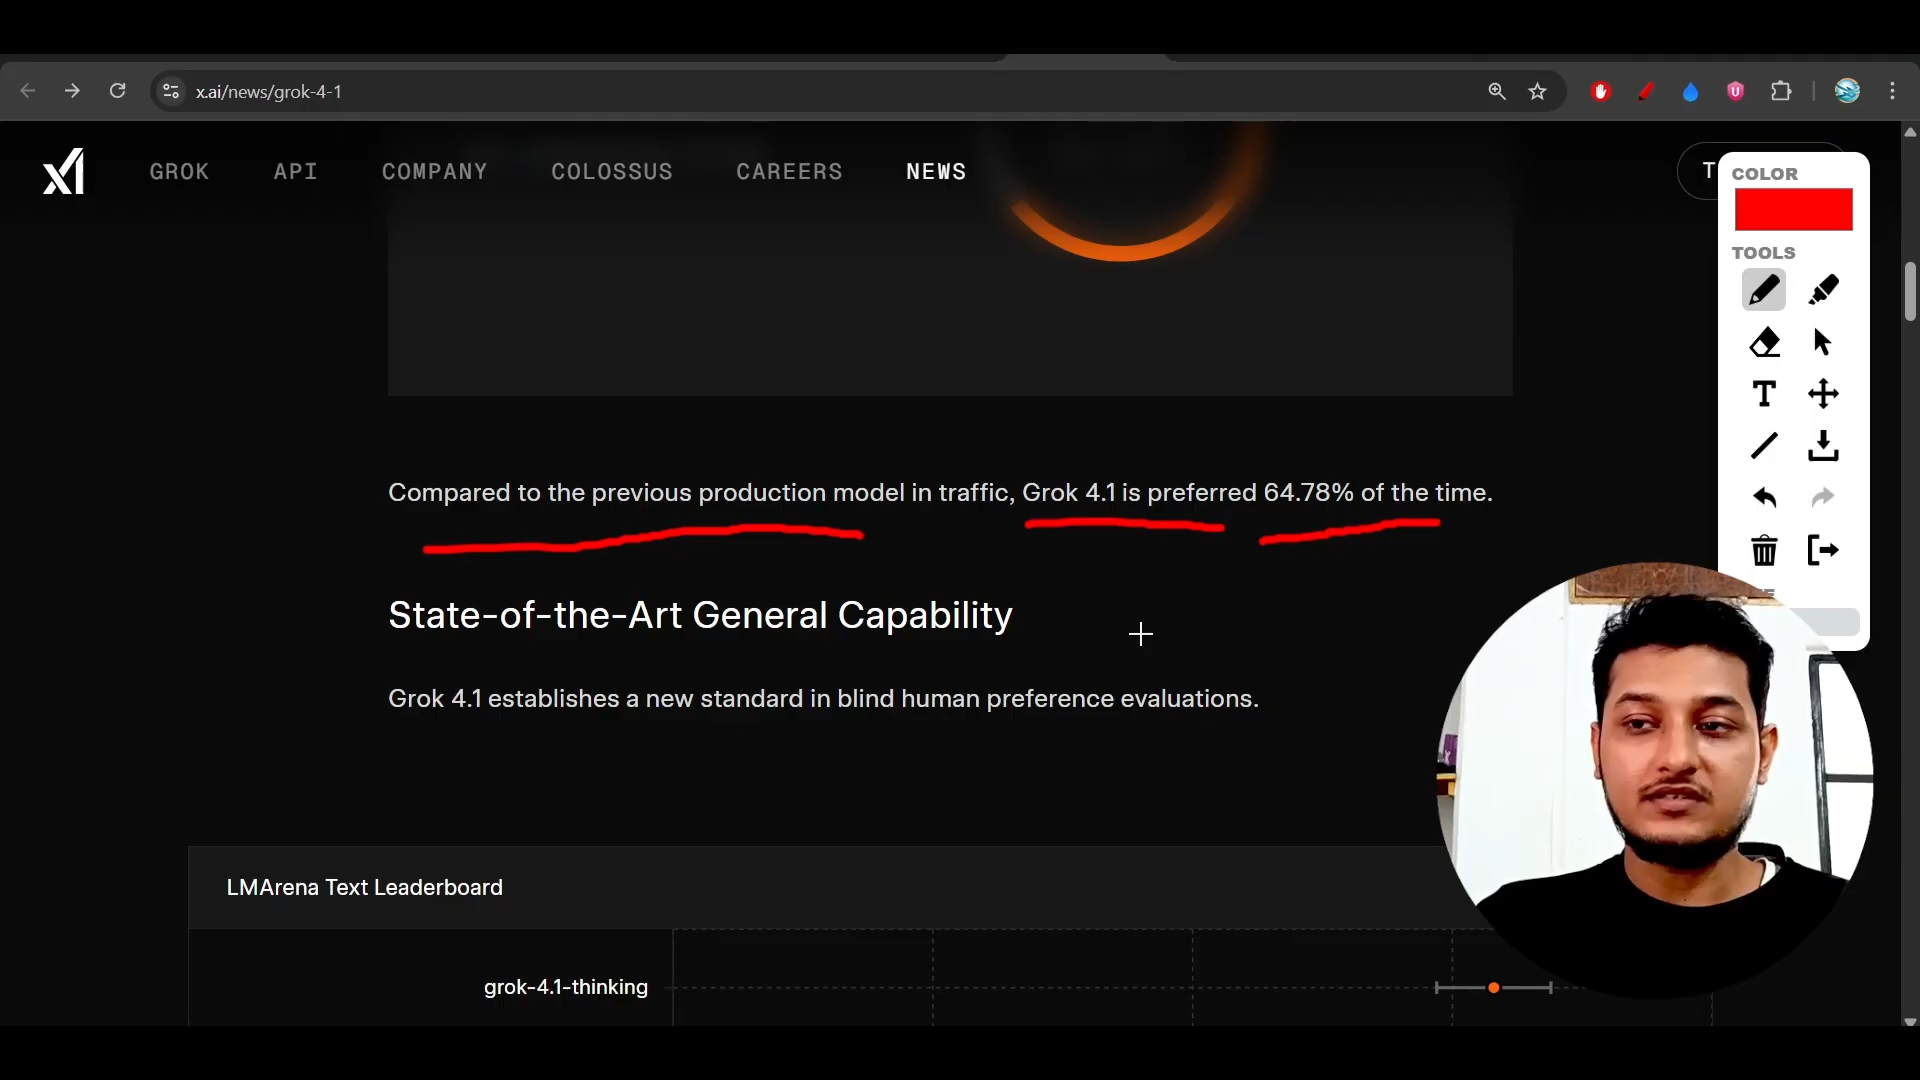 x.ai/news/grok-4-1
GROK API COMPANY COLOSSUS CAREERS NEWS
T
COLOR
TOOLS
Compared to the previous production model in traffic, Grok 4.1 is preferred 64.78% of the time.
State-of-the-Art General Capability
Grok 4.1 establishes a new standard in blind human preference evaluations.
LMArena Text Leaderboard
grok-4.1-thinking